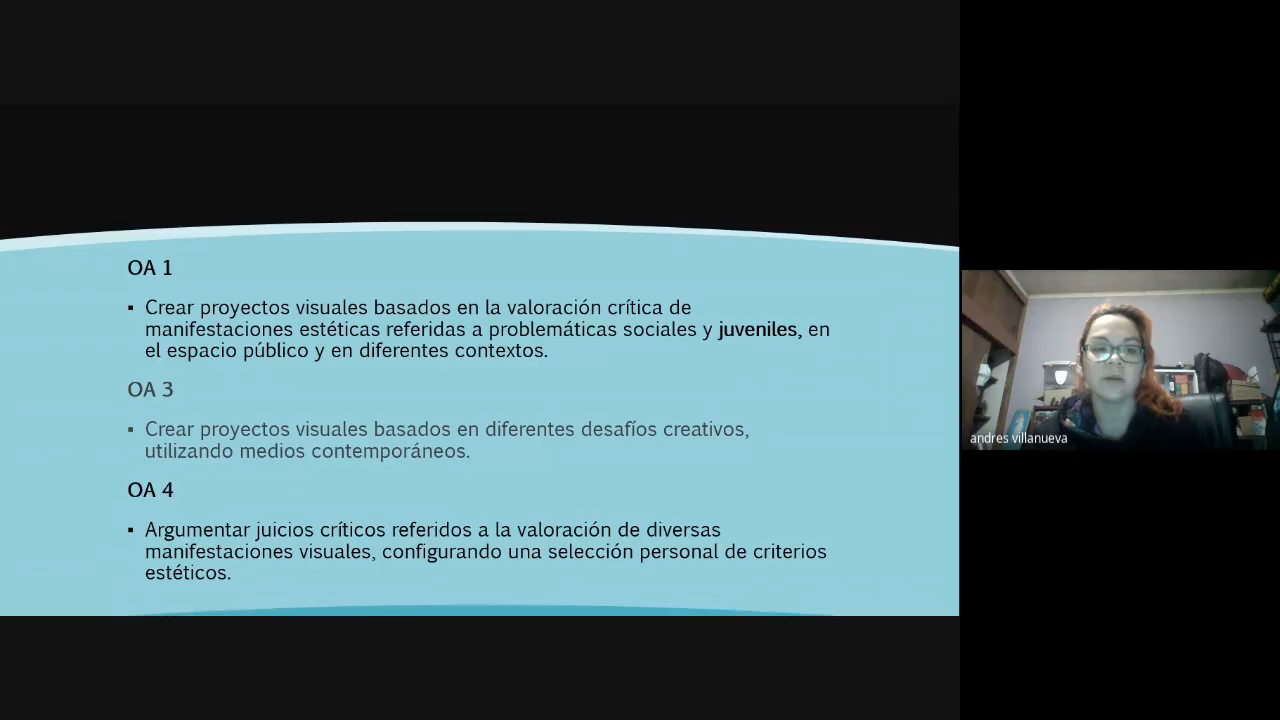 OA 1
▪ Crear proyectos visuales basados en la valoración crítica de
manifestaciones estéticas referidas a problemáticas sociales y juveniles, en
el espacio público y en diferentes contextos.
OA 3
▪ Crear proyectos visuales basados en diferentes desafíos creativos,
utilizando medios contemporáneos.
OA 4
▪ Argumentar juicios críticos referidos a la valoración de diversas
manifestaciones visuales, configurando una selección personal de criterios
estéticos.
andres villanueva